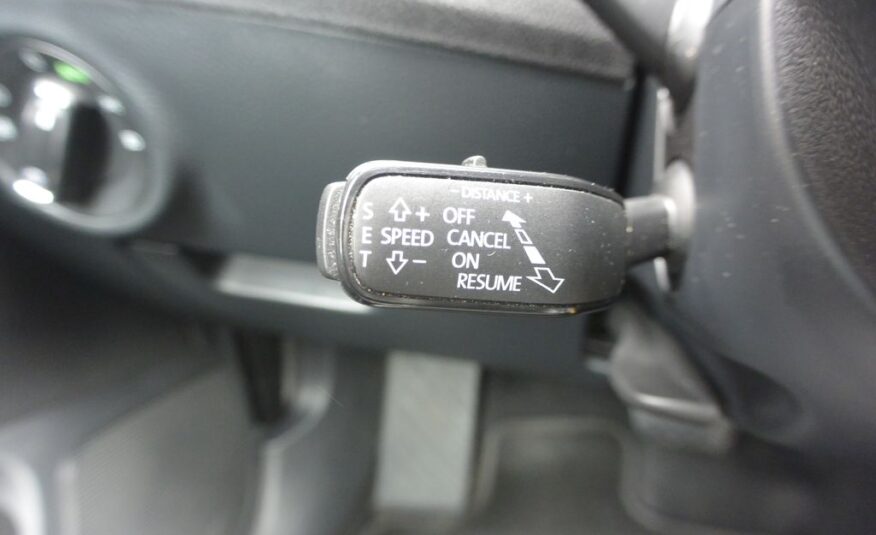 - DISTANCE +
S + OFF
E SPEED CANCEL
T - ON
RESUME